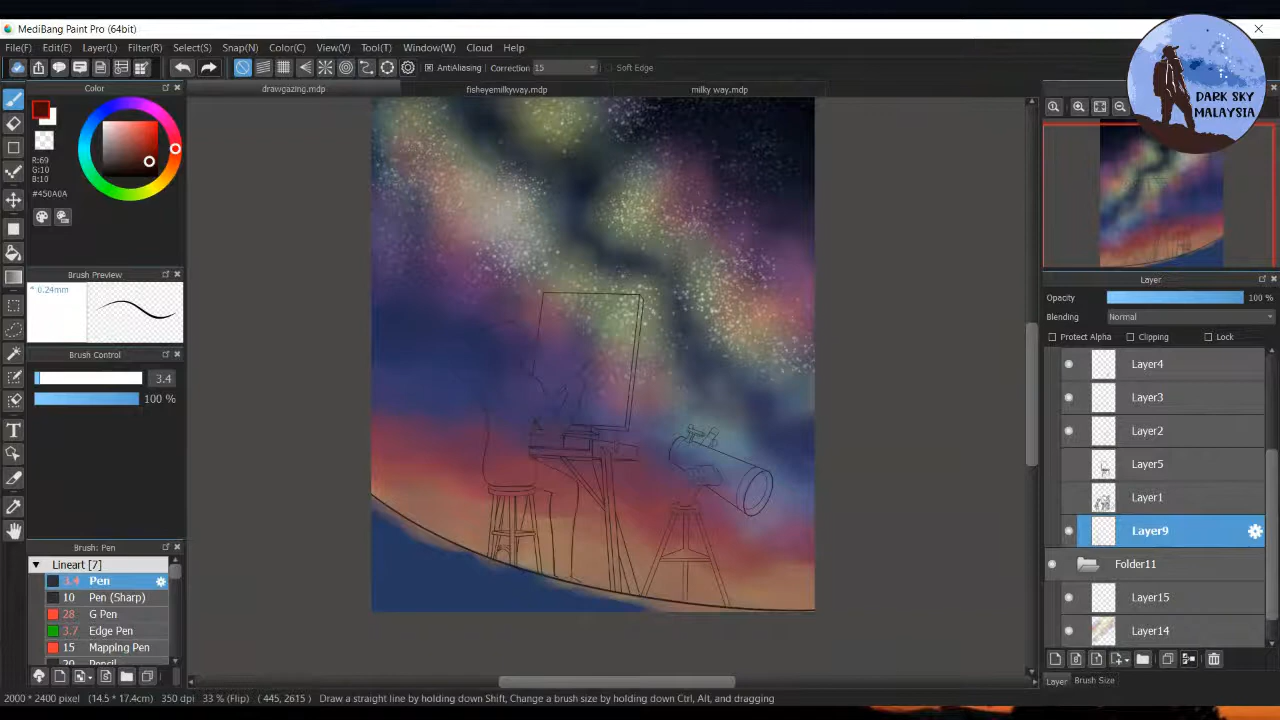 MediBang Paint Pro (64bit)
File(F) Edit(E) Layer(L) Filter(R) Select(S) Snap(N) Color(C) View(V) Tool(T) Window(W) Cloud Help
AntiAliasing Correction 15 Soft Edge
DARK SKY
MALAYSIA
Color
drawgazing.mdp fisheyemilkyway.mdp milky way.mdp
R:69
G:10
B:10
#450A0A
Brush Preview
* 0.24mm
Brush Control
3.4
100 %
Brush: Pen
Lineart [7]
3.4 Pen
10 Pen (Sharp)
28 G Pen
3.7 Edge Pen
15 Mapping Pen
20 Pencil
Layer
Opacity 100 %
Blending Normal
Protect Alpha Clipping Lock
Layer4
Layer3
Layer2
Layer5
Layer1
Layer9
Folder11
Layer15
Layer14
Layer Brush Size
2000 * 2400 pixel (14.5 * 17.4cm) 350 dpi 33 % (Flip) ( 445, 2615 ) Draw a straight line by holding down Shift, Change a brush size by holding down Ctrl, Alt, and dragging